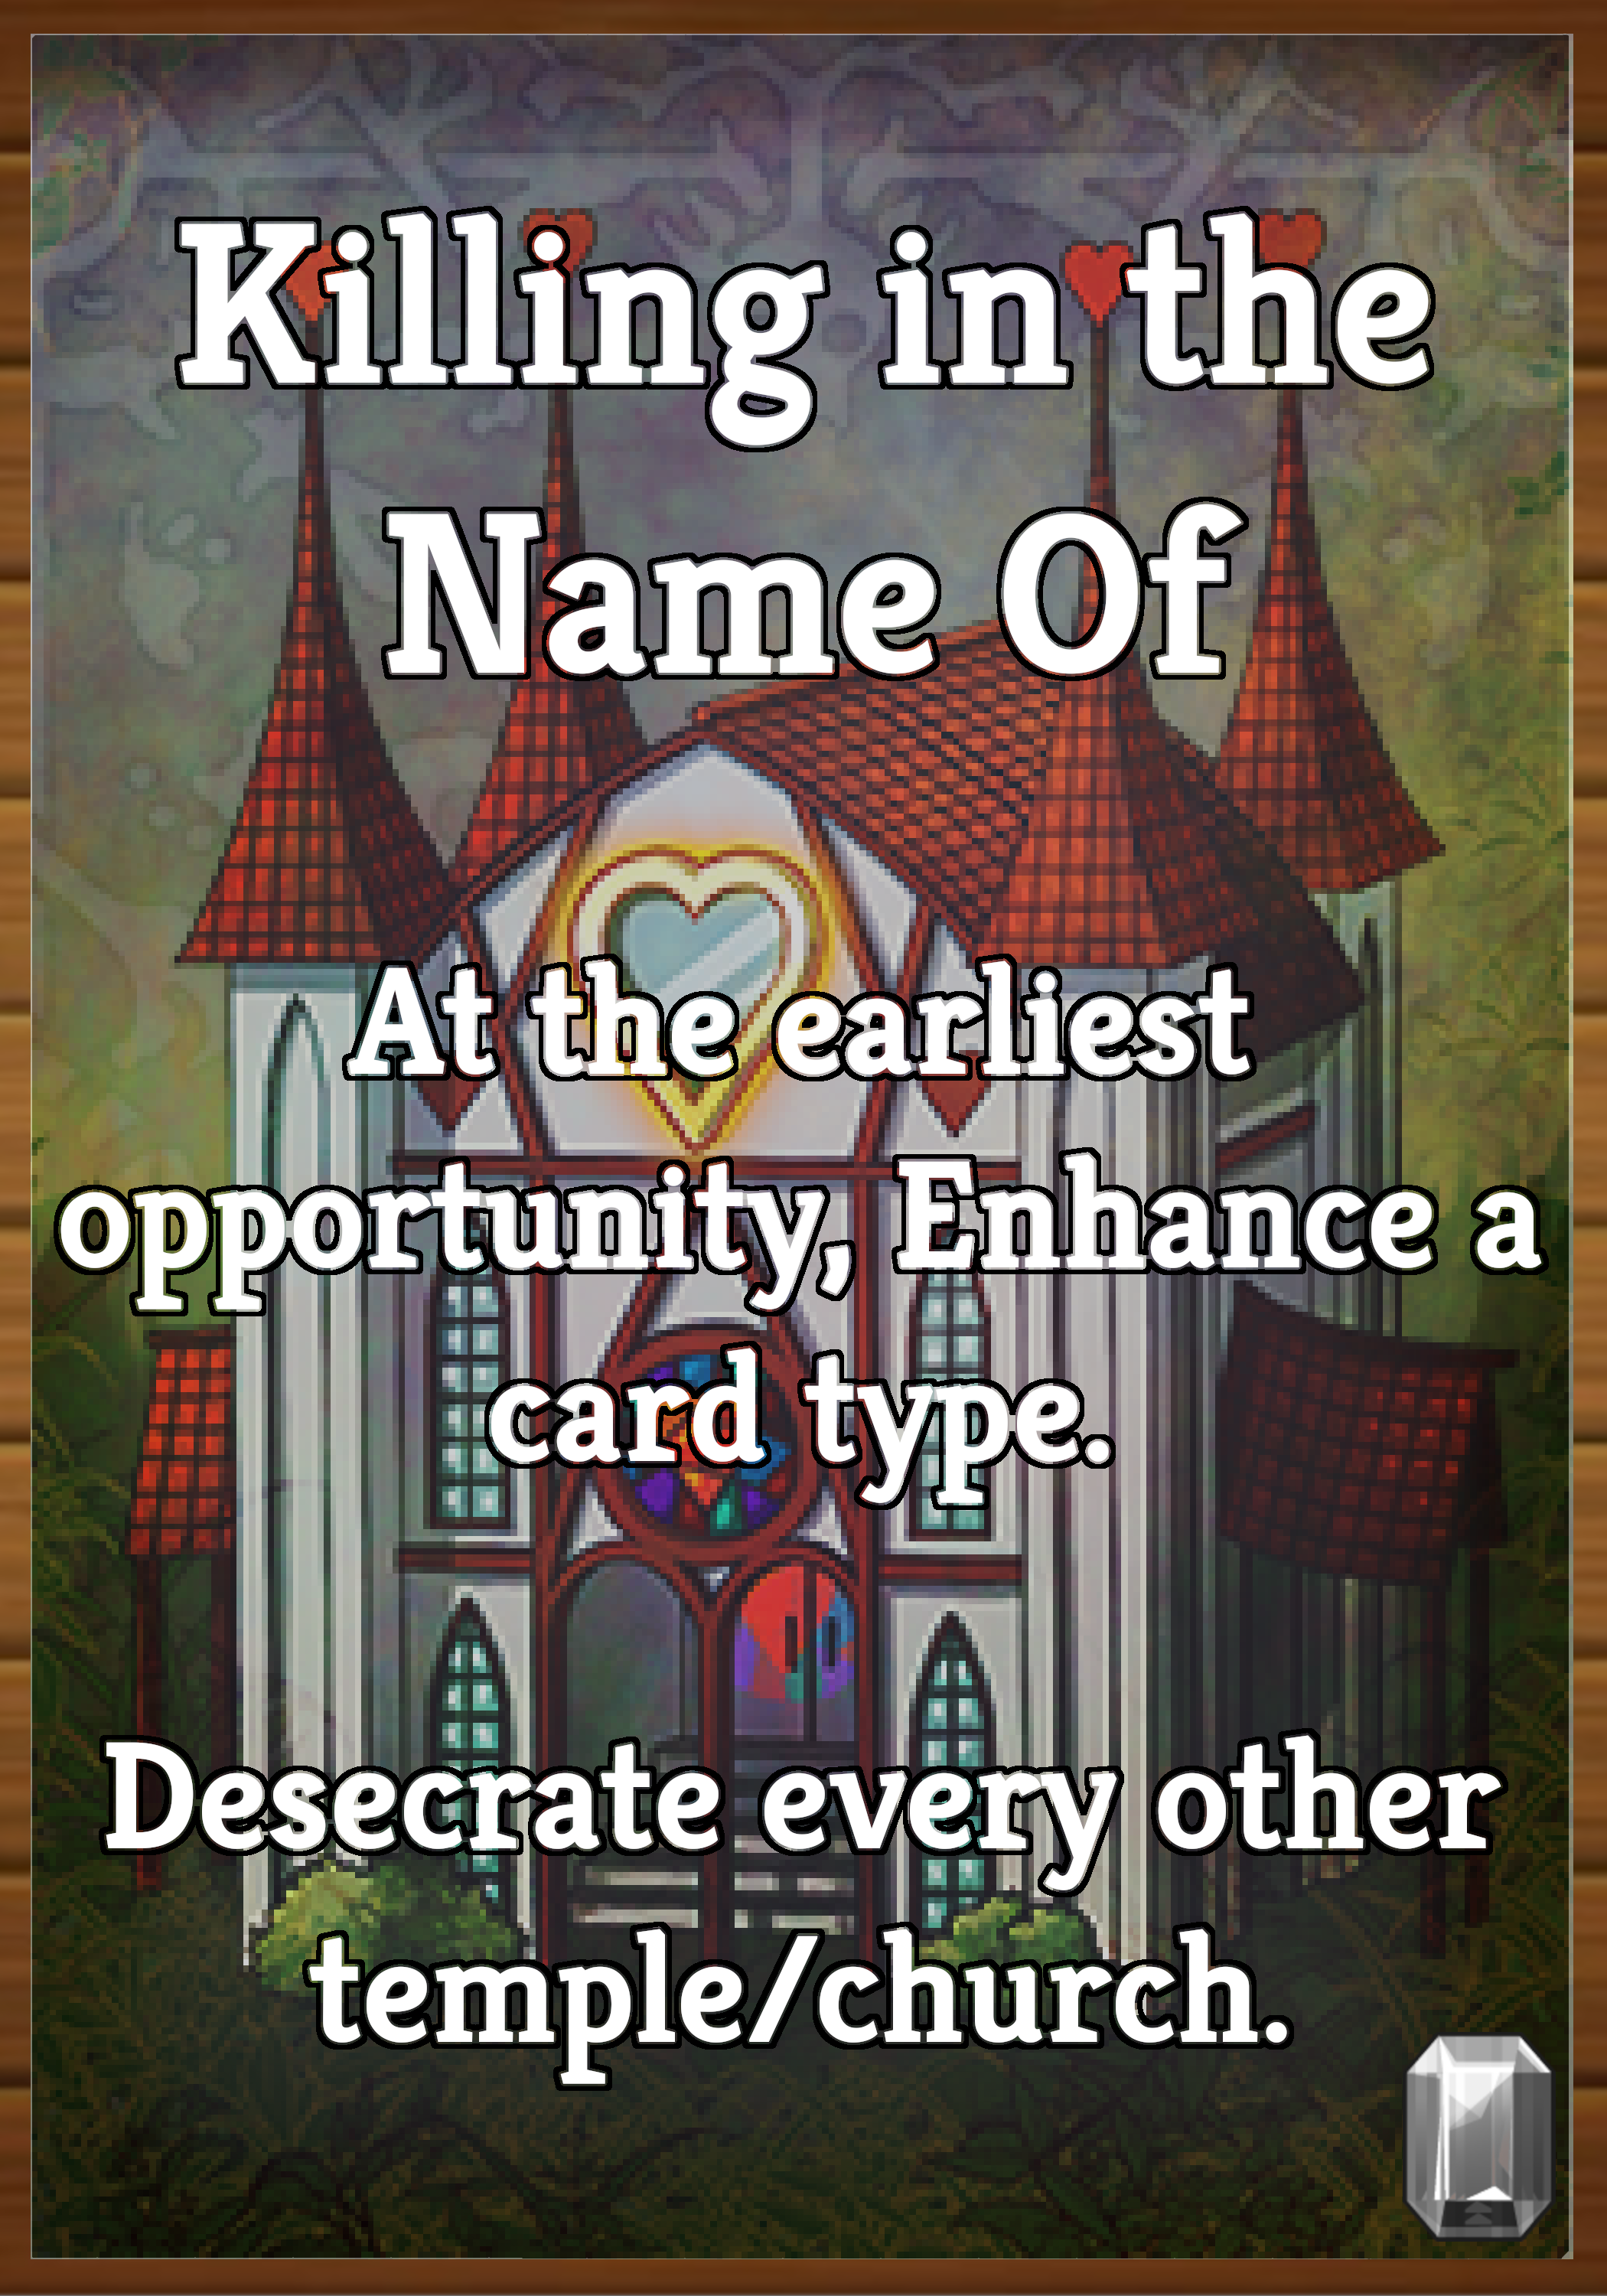 Killing in the
Name Of
At the earliest
opportunity, Enhance a
card type.
Desecrate every other
temple/church.